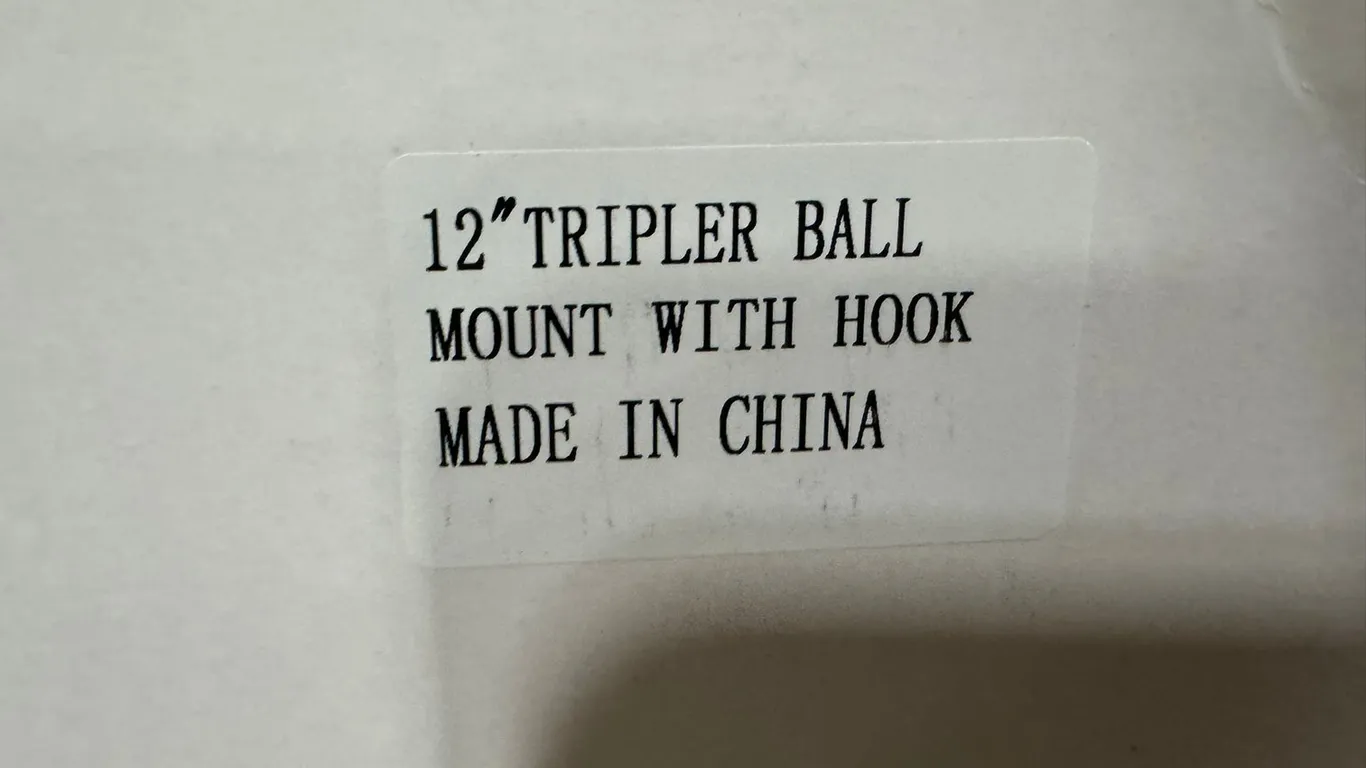 12"TRIPLER BALL
MOUNT WITH HOOK
MADE IN CHINA